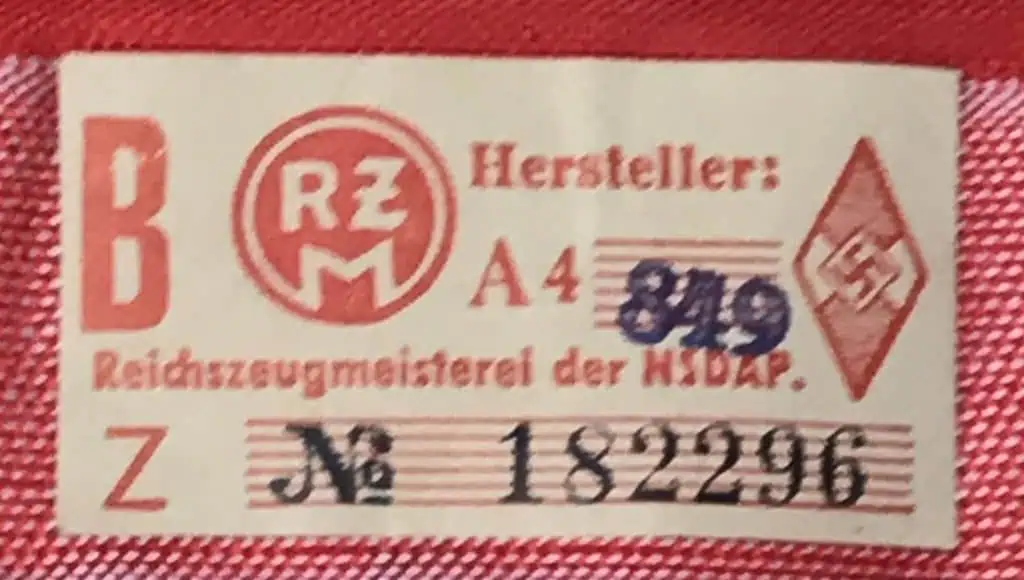 B
RZM
Hersteller:
A4 849
Reichszeugmeisterei der NSDAP.
Z № 182296